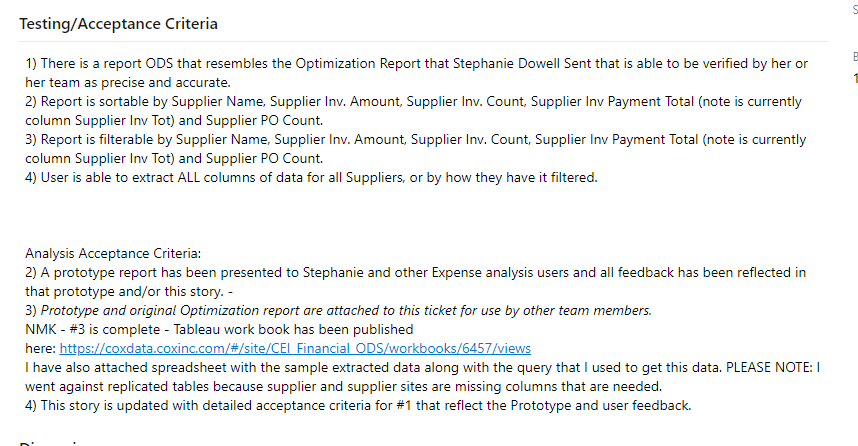 Testing/Acceptance Criteria
1) There is a report ODS that resembles the Optimization Report that Stephanie Dowell Sent that is able to be verified by her or
her team as precise and accurate.
2) Report is sortable by Supplier Name, Supplier Inv. Amount, Supplier Inv. Count, Supplier Inv Payment Total (note is currently
column Supplier Inv Tot) and Supplier PO Count.
3) Report is filterable by Supplier Name, Supplier Inv. Amount, Supplier Inv. Count, Supplier Inv Payment Total (note is currently
column Supplier Inv Tot) and Supplier PO Count.
4) User is able to extract ALL columns of data for all Suppliers, or by how they have it filtered.
Analysis Acceptance Criteria:
2) A prototype report has been presented to Stephanie and other Expense analysis users and all feedback has been reflected in
that prototype and/or this story. -
3) Prototype and original Optimization report are attached to this ticket for use by other team members.
NMK - #3 is complete - Tableau work book has been published
here: https://coxdata.coxinc.com/#/site/CEI_Financial_ODS/workbooks/6457/views
I have also attached spreadsheet with the sample extracted data along with the query that I used to get this data. PLEASE NOTE: I
went against replicated tables because supplier and supplier sites are missing columns that are needed.
4) This story is updated with detailed acceptance criteria for #1 that reflect the Prototype and user feedback.